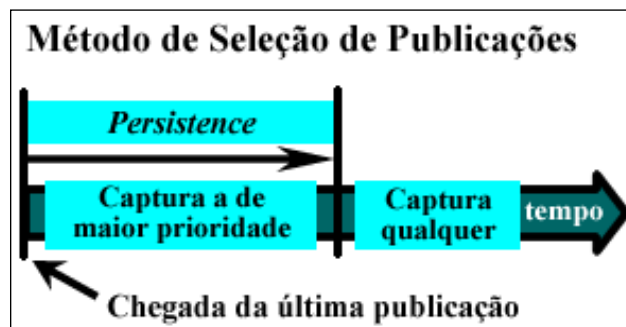 Método de Seleção de Publicações
Persistence
Captura a de
maior prioridade
Captura
qualquer
tempo
Chegada da última publicação